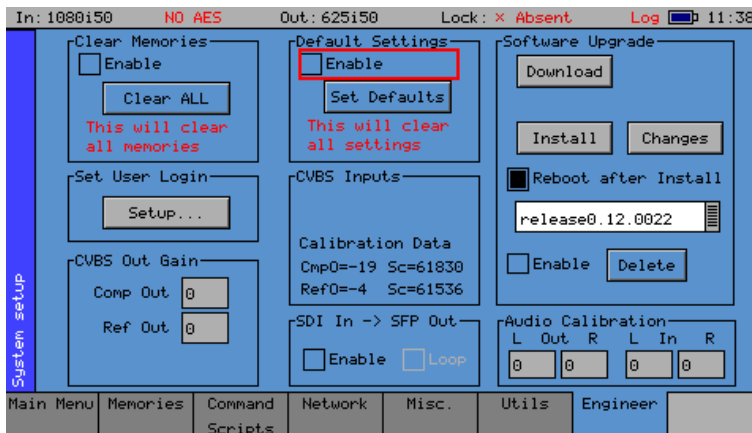 In:1080i50 NO AES Out:625i50 Lock:× Absent Log 11:38
Clear Memories
Enable
Clear ALL
This will clear
all memories
Default Settings
Enable
Set Defaults
This will clear
all settings
Software Upgrade
Download
Install Changes
Reboot after Install
release0.12.0022
Enable Delete
Set User Login
Setup...
CVBS Inputs
Calibration Data
Cmp0=-19 Sc=61830
Ref0=-4 Sc=61536
CVBS Out Gain
Comp Out 0
Ref Out 0
SDI In -> SFP Out
Enable Loop
Audio Calibration
L Out R L In R
0 0 0 0
System setup
Main Menu Memories Command Network Misc. Utils Engineer
Scripts